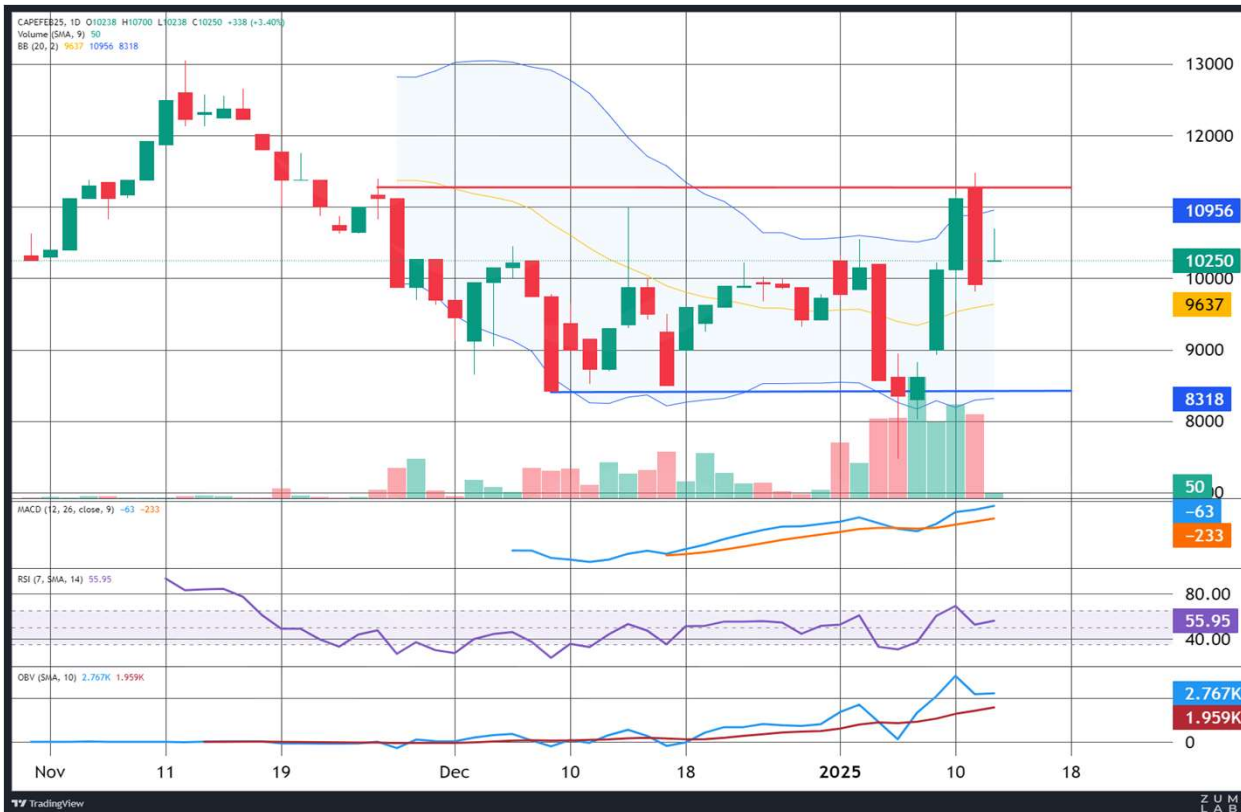 CAPEFEB25, 1D O10238 H10700 L10238 C10250 +338 (+3.40%)
Volume (SMA, 9) 50
BB (20, 2) 9637 10956 8318
13000
12000
10956
10250
10000
9637
9000
8318
8000
50
MACD (12, 26, close, 9) −63 −233
−63
−233
RSI (7, SMA, 14) 55.95
80.00
55.95
40.00
OBV (SMA, 10) 2.767K 1.959K
2.767K
1.959K
0
Nov 11 19 Dec 10 18 2025 10 18
TradingView
ZUM
LAB